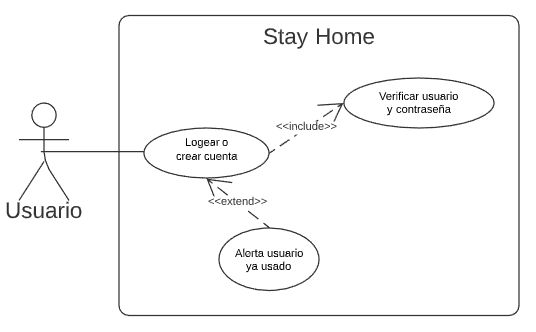 Stay Home
Verificar usuario
y contraseña
<<include>>
Logear o
crear cuenta
<<extend>>
Usuario
Alerta usuario
ya usado